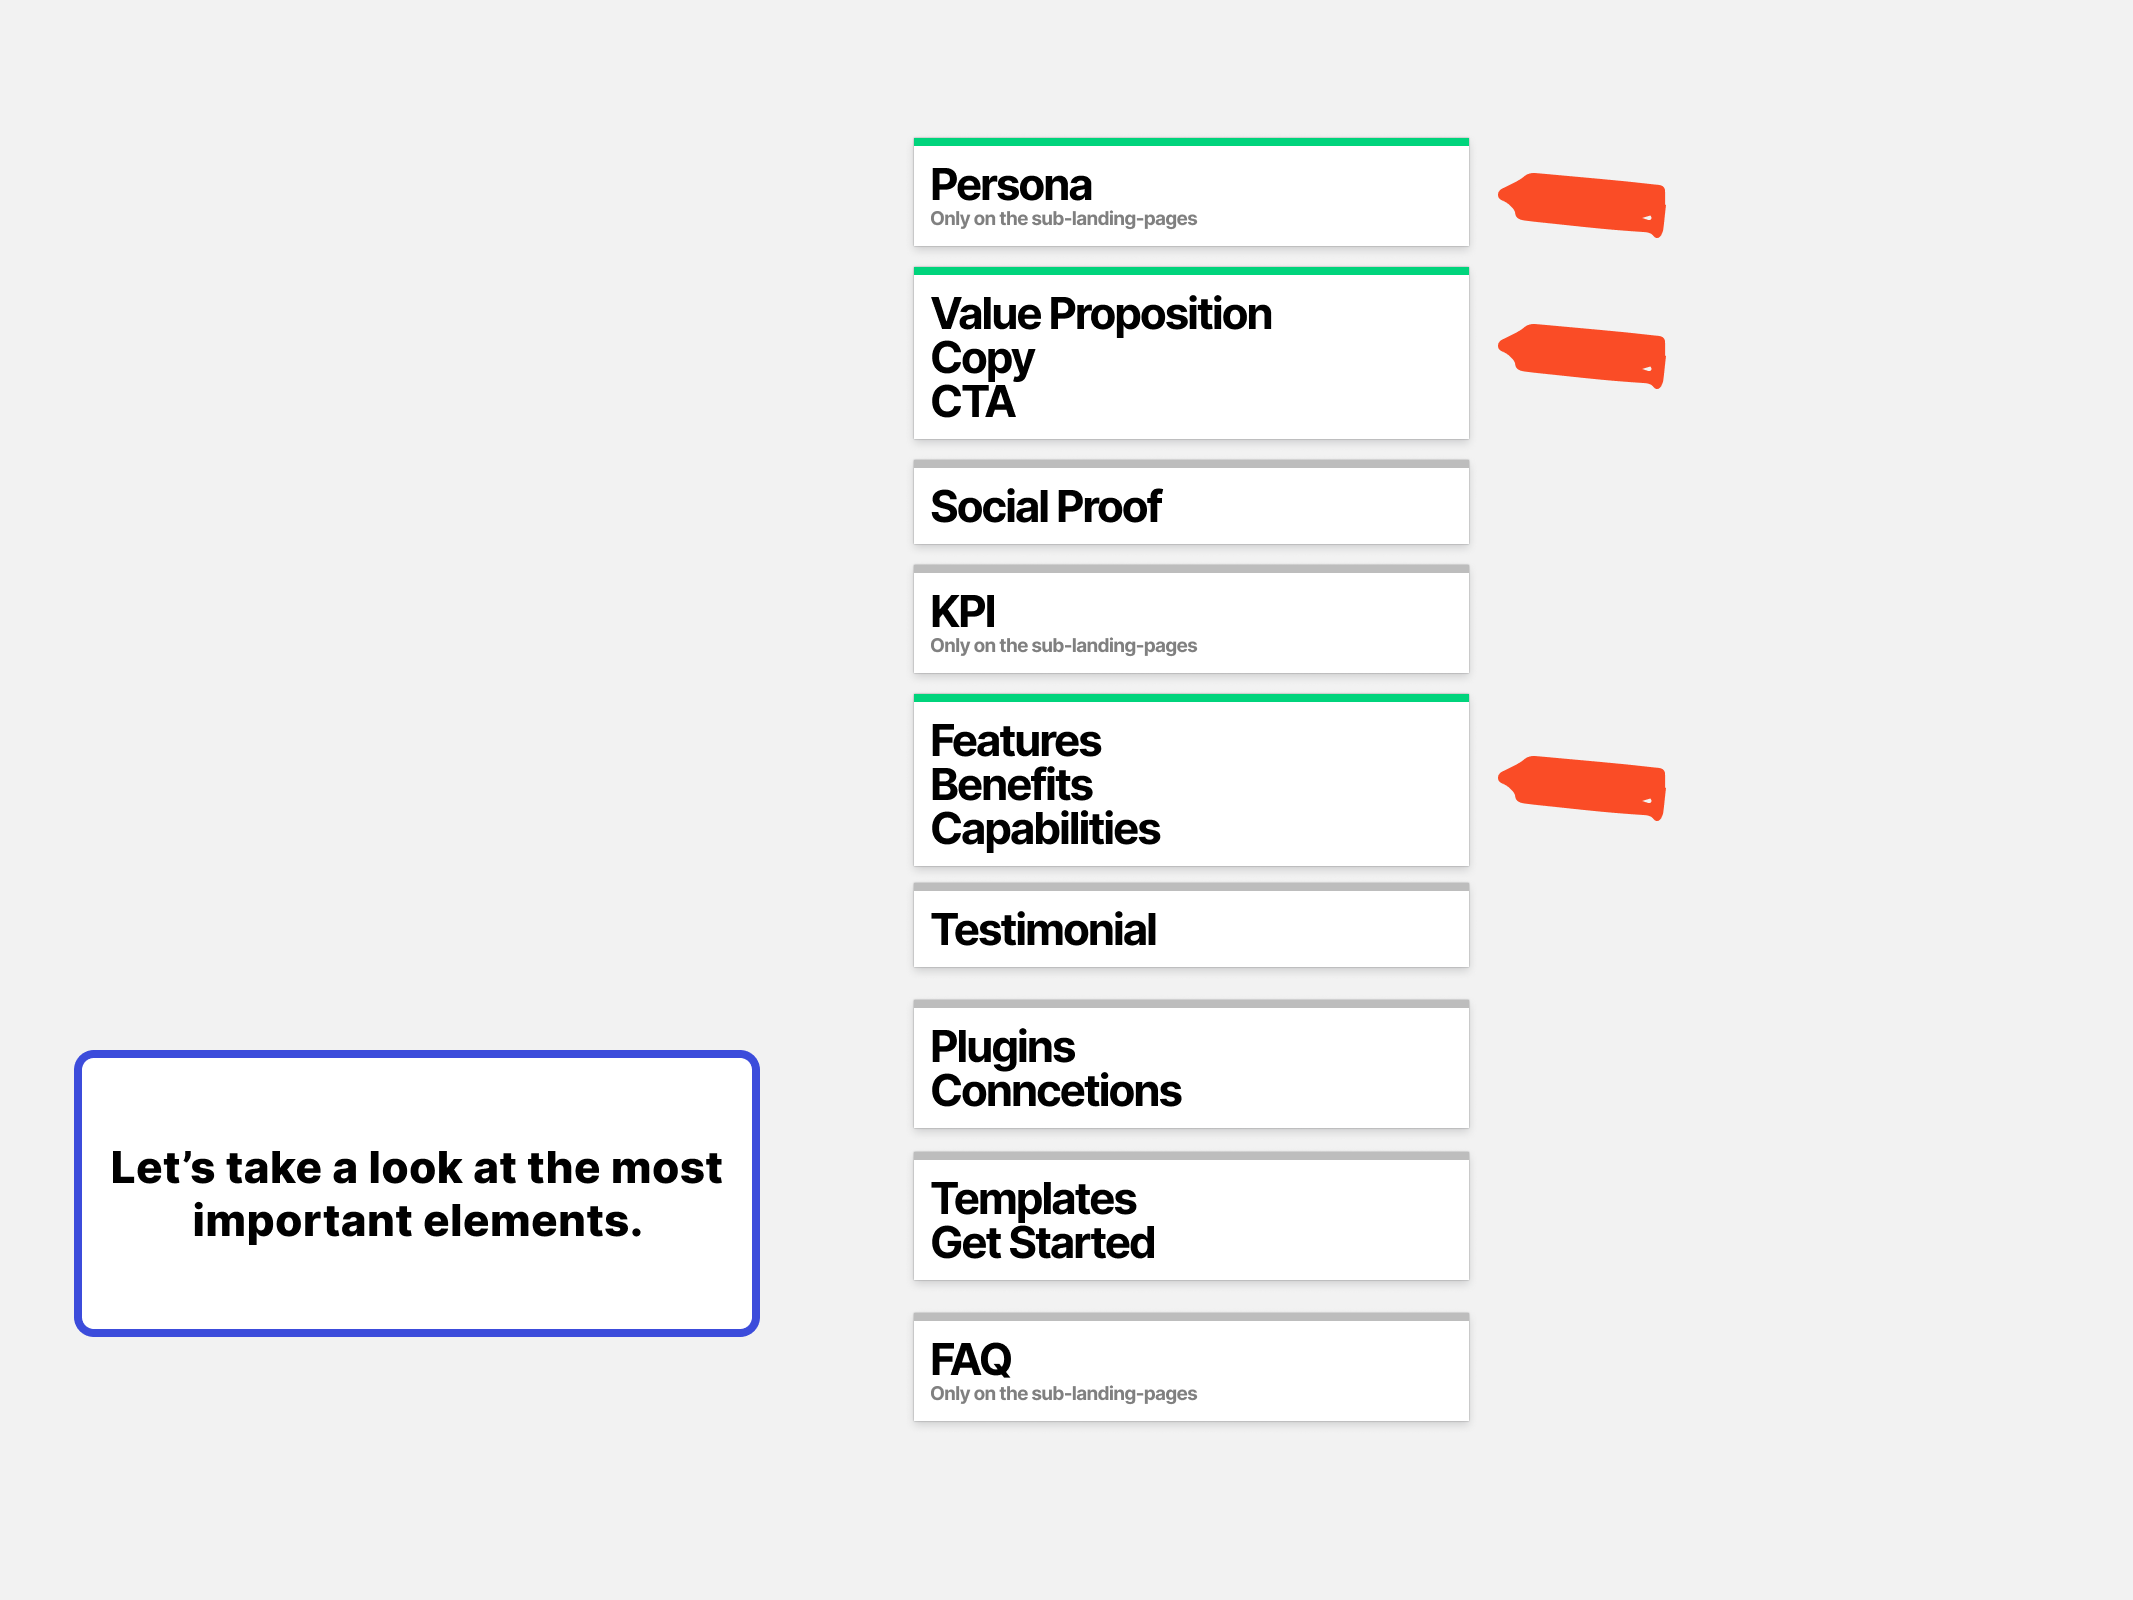 Persona
Only on the sub-landing-pages
Value Proposition
Copy
CTA
Social Proof
KPI
Only on the sub-landing-pages
Features
Benefits
Capabilities
Testimonial
Plugins
Conncetions
Templates
Get Started
FAQ
Only on the sub-landing-pages
Let’s take a look at the most
important elements.